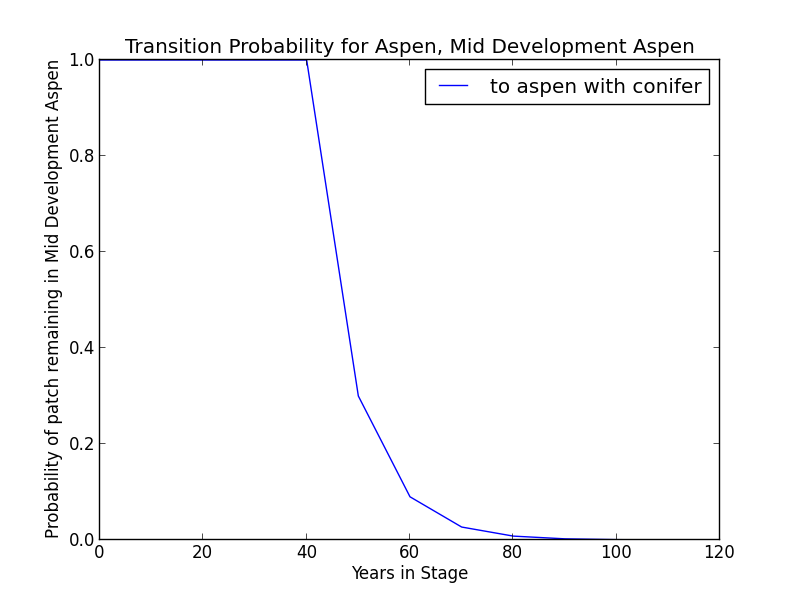 Transition Probability for Aspen, Mid Development Aspen
to aspen with conifer
Probability of patch remaining in Mid Development Aspen
1.0
0.8
0.6
0.4
0.2
0.0
0 20 40 60 80 100 120
Years in Stage